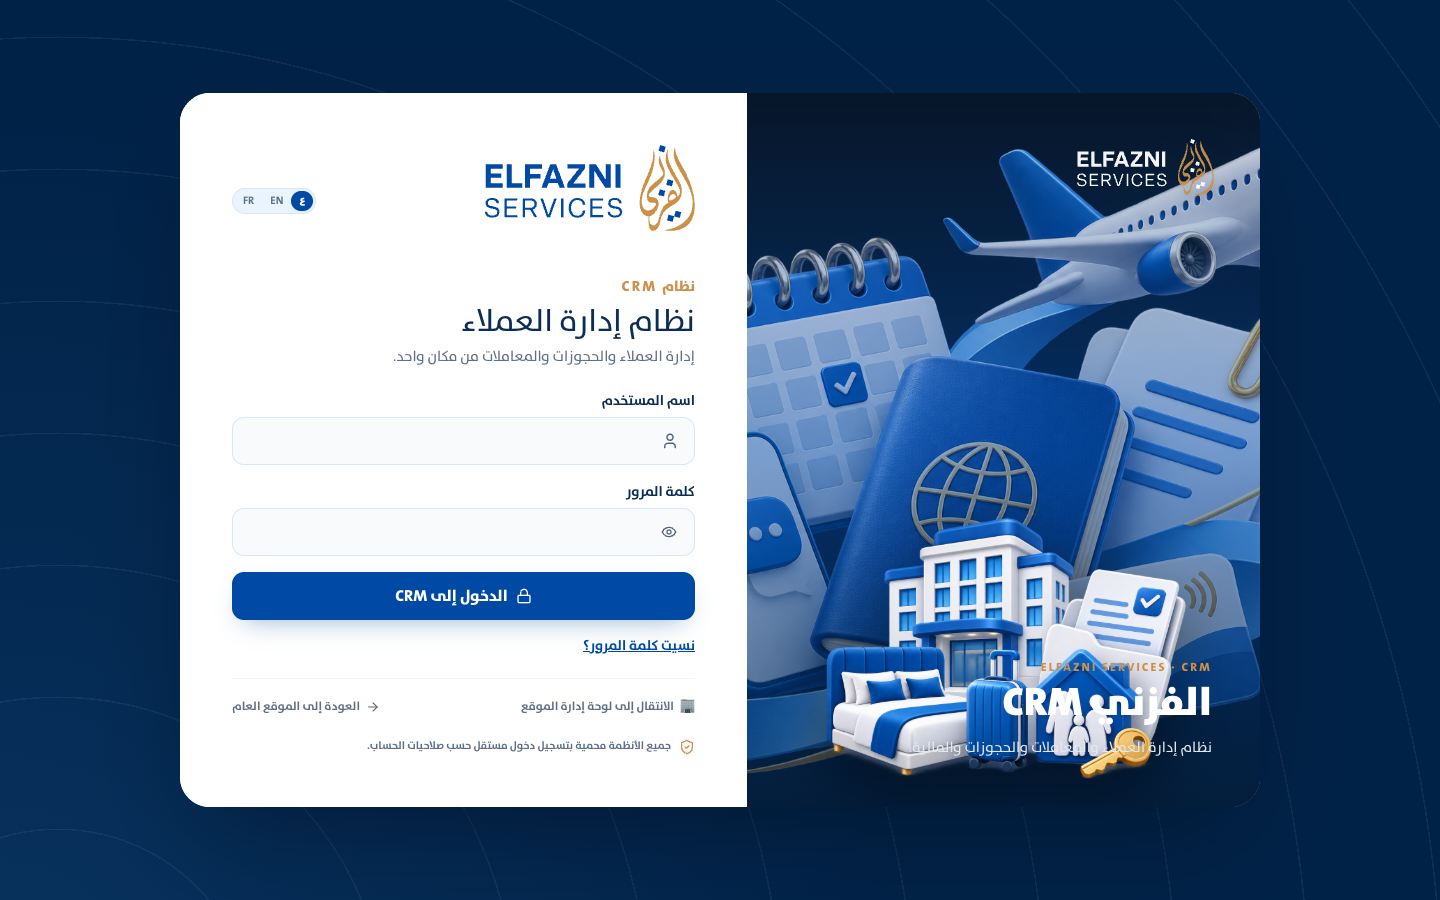 ELFAZNI
SERVICES
الفزني
ELFAZNI SERVICES · CRM
الفزني CRM
نظام إدارة العملاء والمعاملات والحجوزات والمالية
ELFAZNI
SERVICES
الفزني
ع EN FR
نظام CRM
نظام إدارة العملاء
إدارة العملاء والحجوزات والمعاملات من مكان واحد.
اسم المستخدم
كلمة المرور
الدخول إلى CRM
نسيت كلمة المرور؟
الانتقال إلى لوحة إدارة الموقع
العودة إلى الموقع العام
جميع الأنظمة محمية بتسجيل دخول مستقل حسب صلاحيات الحساب.